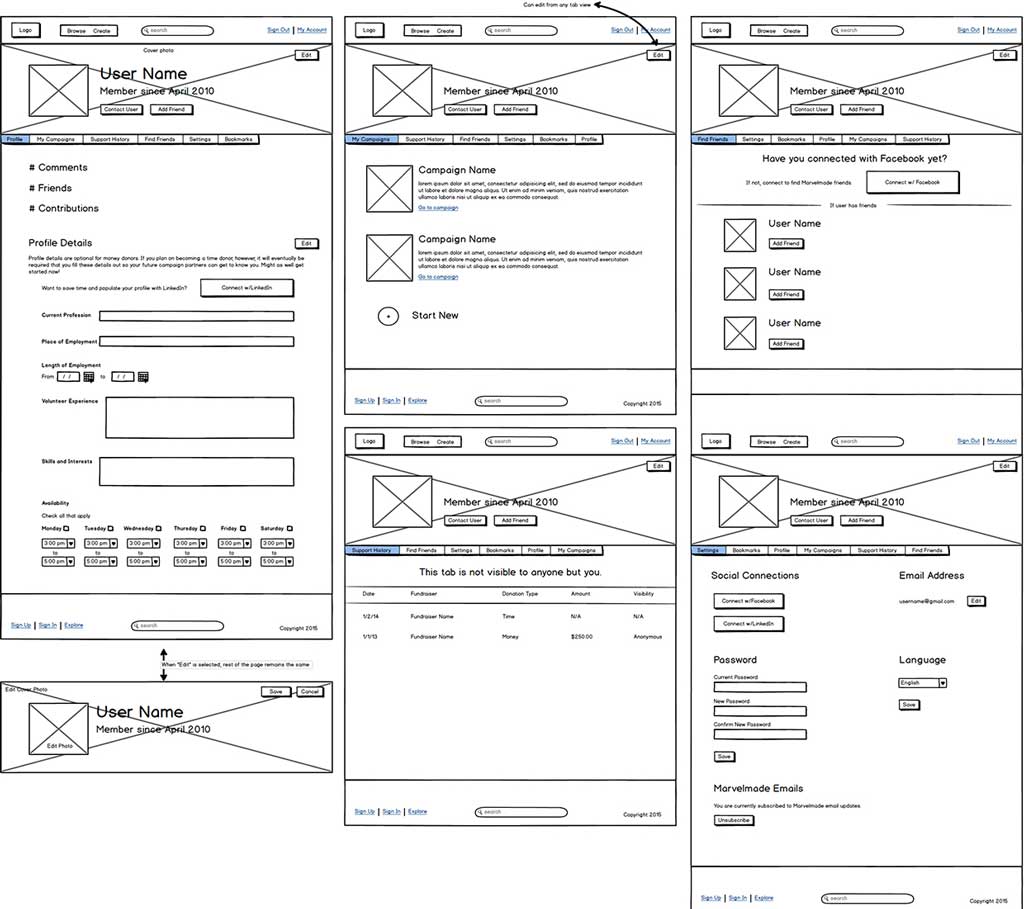 Can edit from any tab view
Logo
Browse Create
search
Sign Out | My Account
Cover photo
Edit
User Name
Member since April 2010
Contact User
Add Friend
Profile
My Campaigns
Support History
Find Friends
Settings
Bookmarks
# Comments
# Friends
# Contributions
Profile Details
Edit
Profile details are optional for money donors. If you plan on becoming a time donor, however, it will eventually be
required that you fill these details out so your future campaign partners can get to know you. Might as well get
started now!
Want to save time and populate your profile with LinkedIn?
Connect w/LinkedIn
Current Profession
Place of Employment
Length of Employment
From / / to / /
Volunteer Experience
Skills and Interests
Availability
Check all that apply
Monday Tuesday Wednesday Thursday Friday Saturday
3:00 pm 3:00 pm 3:00 pm 3:00 pm 3:00 pm 3:00 pm
to to to to to to
5:00 pm 5:00 pm 5:00 pm 5:00 pm 5:00 pm 5:00 pm
Sign Up | Sign In | Explore
search
Copyright 2015
When "Edit" is selected, rest of the page remains the same
Edit Cover Photo
Save
Cancel
User Name
Member since April 2010
Edit Photo
Logo
Browse Create
search
Sign Out | My Account
Edit
Member since April 2010
Contact User
Add Friend
My Campaigns
Support History
Find Friends
Settings
Bookmarks
Profile
Campaign Name
lorem ipsum dolor sit amet, consectetur adipisicing elit, sed do eiusmod tempor incididunt
ut labore et dolore magna aliqua. Ut enim ad minim veniam, quis nostrud exercitation
ullamco laboris nisi ut aliquip ex ea commodo consequat.
Go to campaign
Campaign Name
lorem ipsum dolor sit amet, consectetur adipisicing elit, sed do eiusmod tempor incididunt
ut labore et dolore magna aliqua. Ut enim ad minim veniam, quis nostrud exercitation
ullamco laboris nisi ut aliquip ex ea commodo consequat.
Go to campaign
+ Start New
Sign Up | Sign In | Explore
search
Copyright 2015
Logo
Browse Create
search
Sign Out | My Account
Edit
Member since April 2010
Contact User
Add Friend
Support History
Find Friends
Settings
Bookmarks
Profile
My Campaigns
This tab is not visible to anyone but you.
Date Fundraiser Donation Type Amount Visibility
1/2/14 Fundraiser Name Time N/A N/A
1/1/13 Fundraiser Name Money $250.00 Anonymous
Sign Up | Sign In | Explore
search
Copyright 2015
Logo
Browse Create
search
Sign Out | My Account
Edit
Member since April 2010
Contact User
Add Friend
Find Friends
Settings
Bookmarks
Profile
My Campaigns
Support History
Have you connected with Facebook yet?
If not, connect to find Marvelmade friends.
Connect w/ Facebook
If user has friends
User Name
Add Friend
User Name
Add Friend
User Name
Add Friend
Logo
Browse Create
search
Sign Out | My Account
Edit
Member since April 2010
Contact User
Add Friend
Settings
Bookmarks
Profile
My Campaigns
Support History
Find Friends
Social Connections
Connect w/Facebook
Connect w/LinkedIn
Email Address
username@gmail.com
Edit
Password
Current Password
New Password
Confirm New Password
Save
Language
English
Save
Marvelmade Emails
You are currently subscribed to Marvelmade email updates.
Unsubscribe
Sign Up | Sign In | Explore
search
Copyright 2015